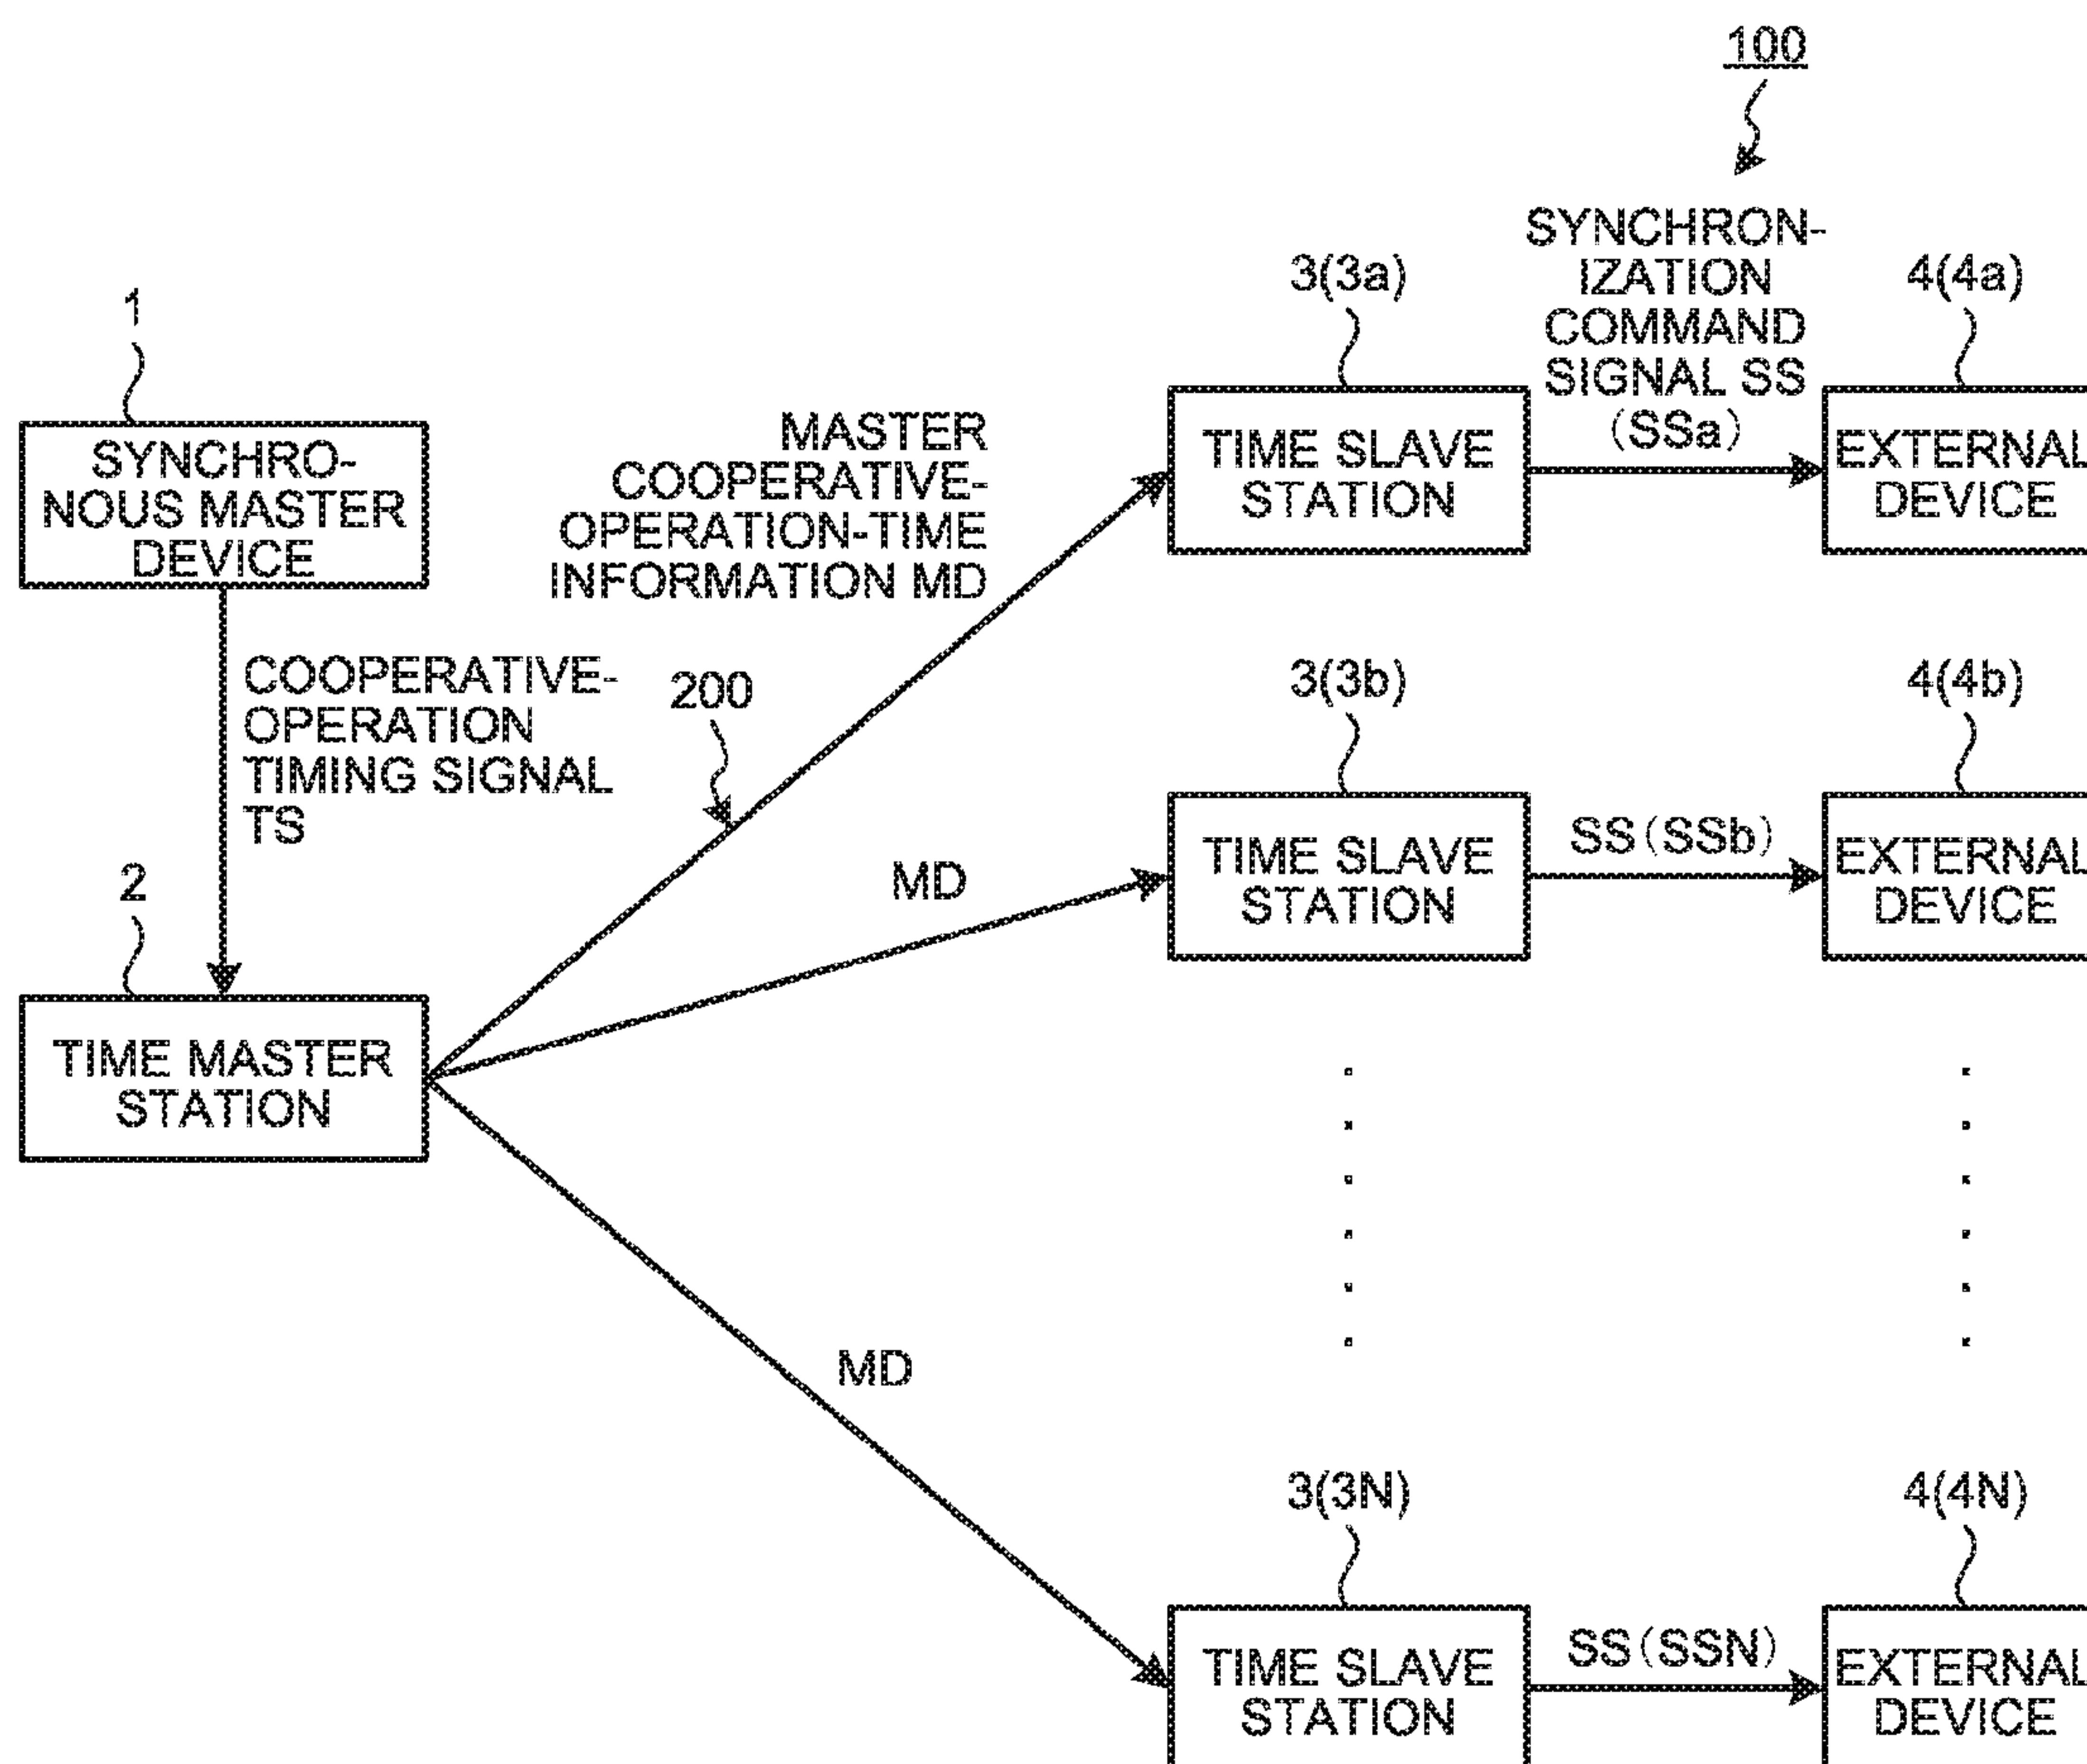 100
SYNCHRON-
IZATION
COMMAND
SIGNAL SS
(SSa)
3(3a)
4(4a)
1
SYNCHRO-
NOUS MASTER
DEVICE
MASTER
COOPERATIVE-
OPERATION-TIME
INFORMATION MD
TIME SLAVE
STATION
EXTERNAL
DEVICE
COOPERATIVE-
OPERATION
TIMING SIGNAL
TS
200
3(3b)
4(4b)
2
MD
TIME SLAVE
STATION
SS(SSb)
EXTERNAL
DEVICE
TIME MASTER
STATION
MD
3(3N)
4(4N)
TIME SLAVE
STATION
SS(SSN)
EXTERNAL
DEVICE